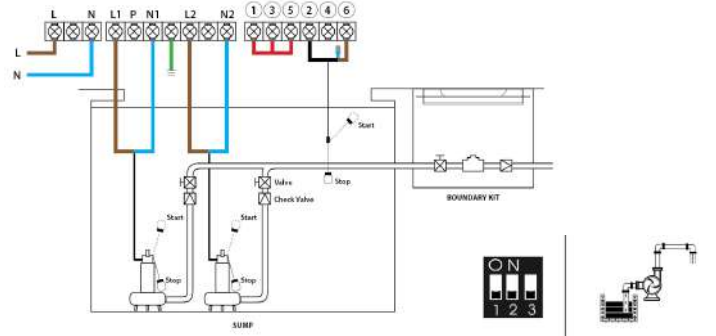 L N L1 P N1 L2 N2 1 3 5 2 4 6
L
N
Start
Stop
Valve
Check Valve
Start
Start
Stop
Stop
BOUNDARY KIT
SUMP
ON
1 2 3